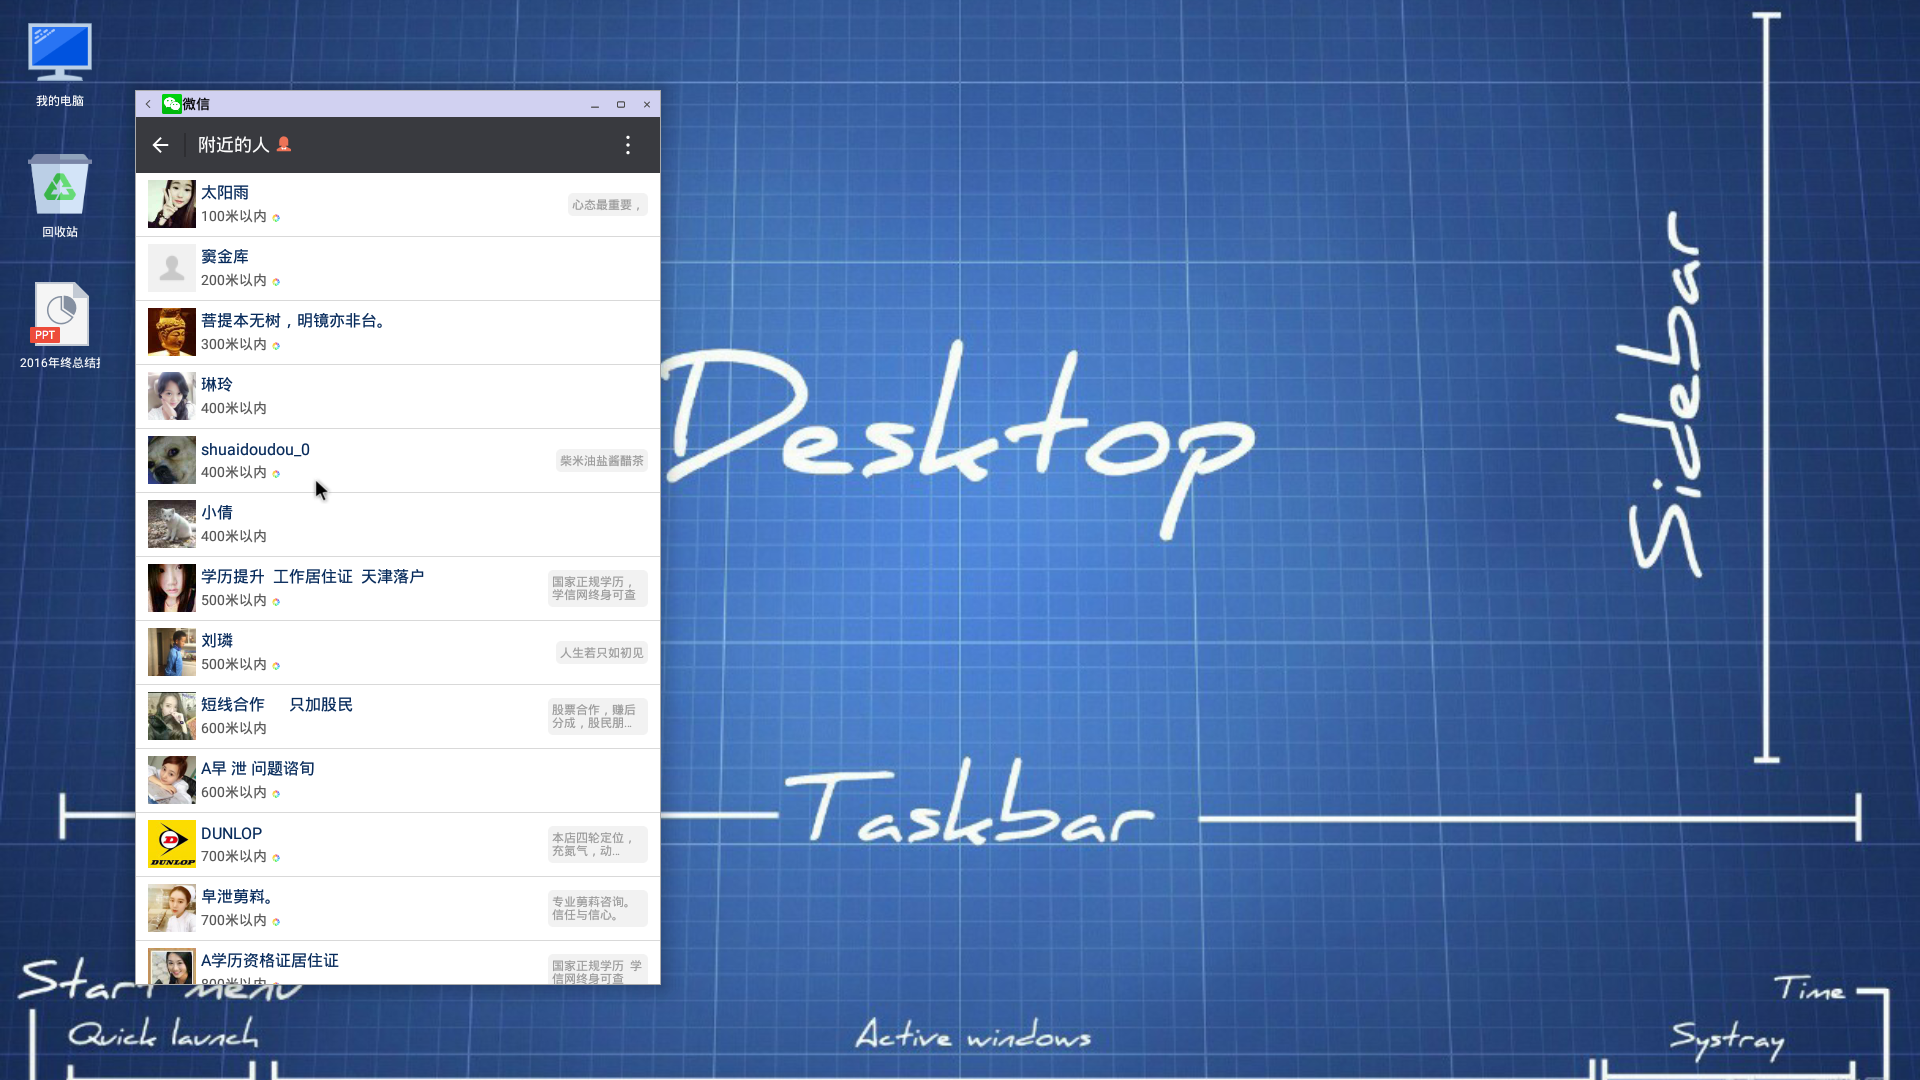 我的电脑
回收站
PPT
2016年终总结扌
微信
附近的人
太阳雨
100米以内
心态最重要，
窦金库
200米以内
菩提本无树，明镜亦非台。
300米以内
琳玲
400米以内
shuaidoudou_0
400米以内
柴米油盐酱醋茶
小倩
400米以内
学历提升 工作居住证 天津落户
500米以内
国家正规学历，
学信网终身可查
刘璘
500米以内
人生若只如初见
短线合作 只加股民
600米以内
股票合作，赚后
分成，股民朋...
A早 泄 问题谘旬
600米以内
DUNLOP
DUNLOP
700米以内
本店四轮定位，
充氮气，动...
700米以内
信任与信心。
A学历资格证居住证
800米以内
国家正规学历 学
信网终身可查
Desktop
Sidebar
Taskbar
Start menu
Quick launch
Active windows
Time
Systray